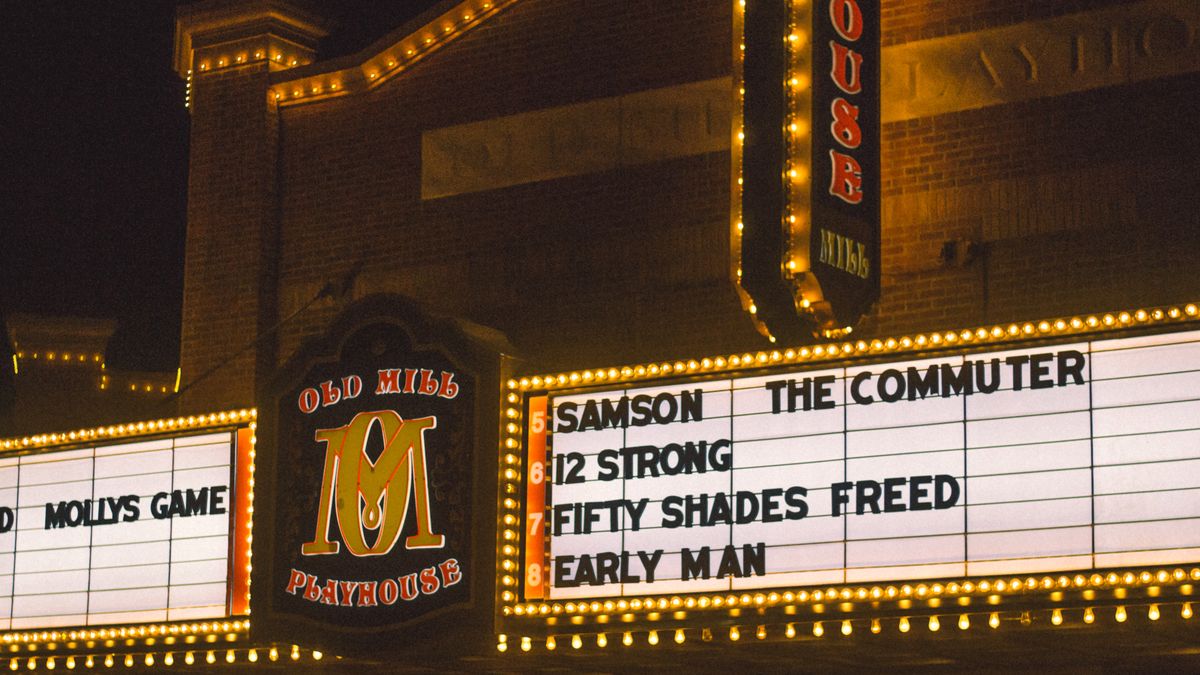 OUSE
MILL
PLAYHO
OLD MILL
OM
PLAYHOUSE
D MOLLYS GAME
5 SAMSON THE COMMUTER
6 12 STRONG
7 FIFTY SHADES FREED
8 EARLY MAN